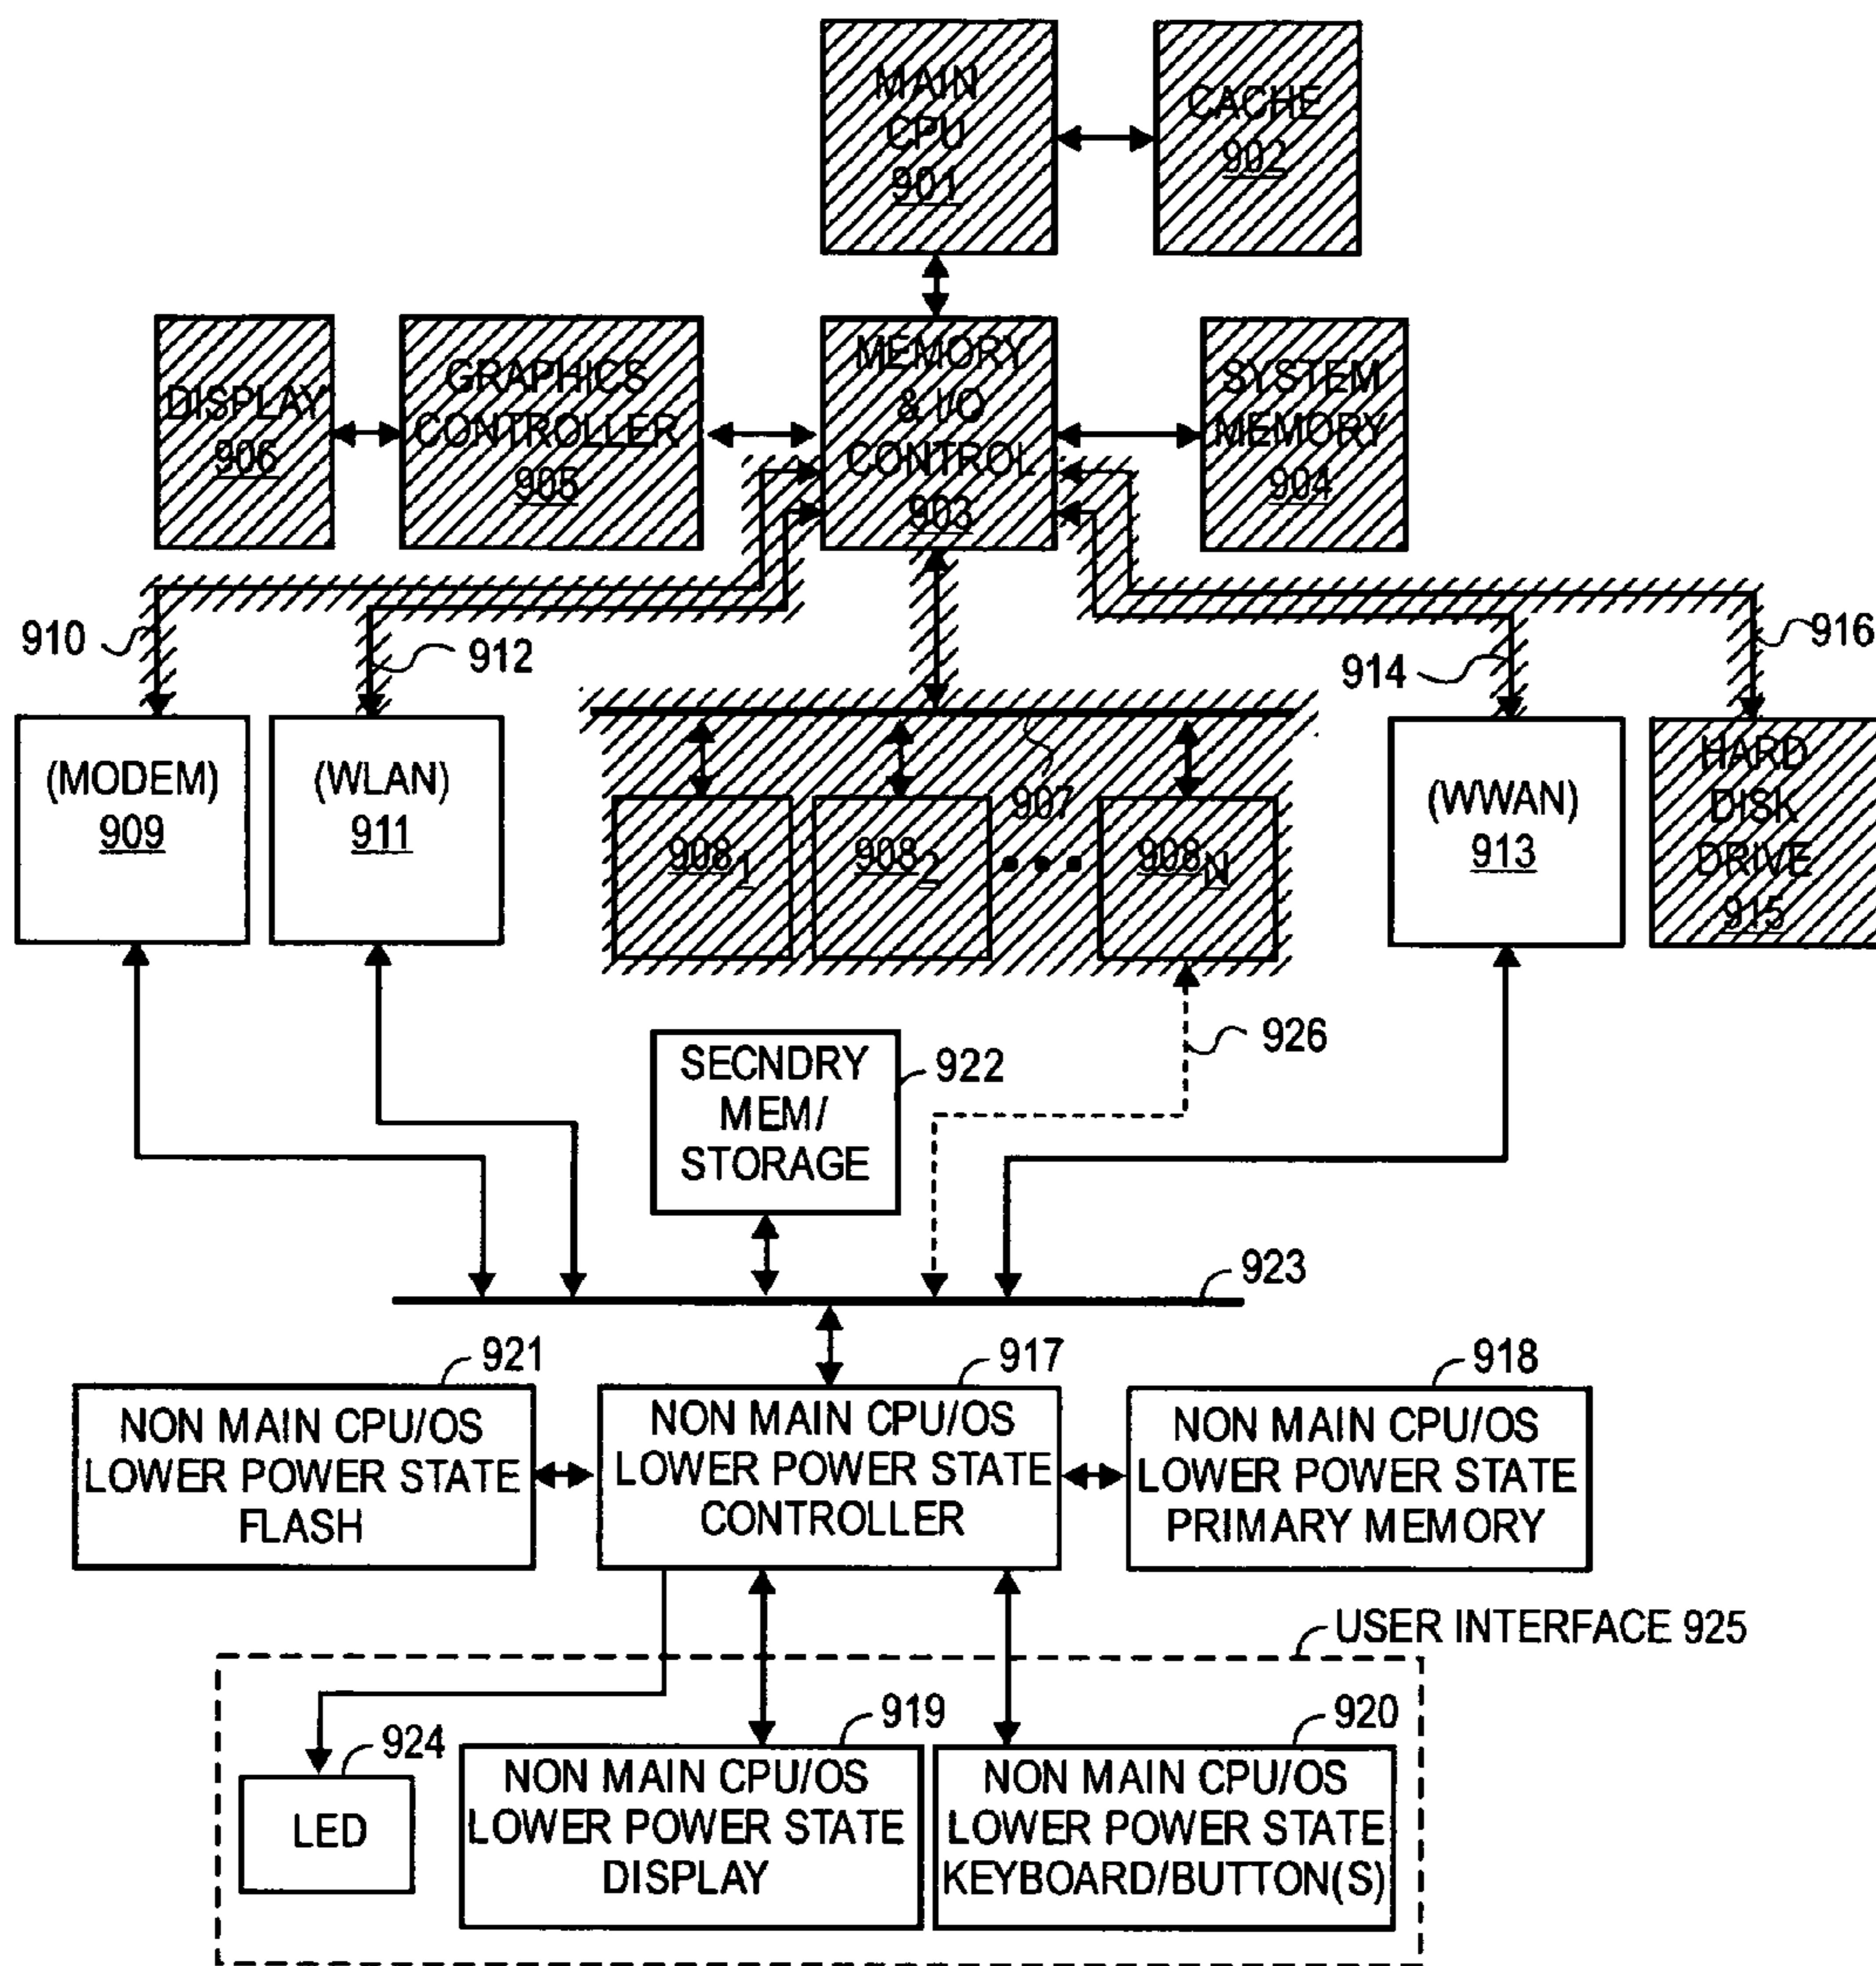 MAIN
CPU
901
CACHE
902
DISPLAY
906
GRAPHICS
CONTROLLER
905
MEMORY
& I/O
CONTROL
903
SYSTEM
MEMORY
904
910
912
914
916
(MODEM)
909
(WLAN)
911
907
908 1
908 2
908 N
(WWAN)
913
HARD
DISK
DRIVE
915
926
SECNDRY
MEM/
STORAGE
922
923
921
NON MAIN CPU/OS
LOWER POWER STATE
FLASH
917
NON MAIN CPU/OS
LOWER POWER STATE
CONTROLLER
918
NON MAIN CPU/OS
LOWER POWER STATE
PRIMARY MEMORY
USER INTERFACE 925
924
LED
919
NON MAIN CPU/OS
LOWER POWER STATE
DISPLAY
920
NON MAIN CPU/OS
LOWER POWER STATE
KEYBOARD/BUTTON(S)